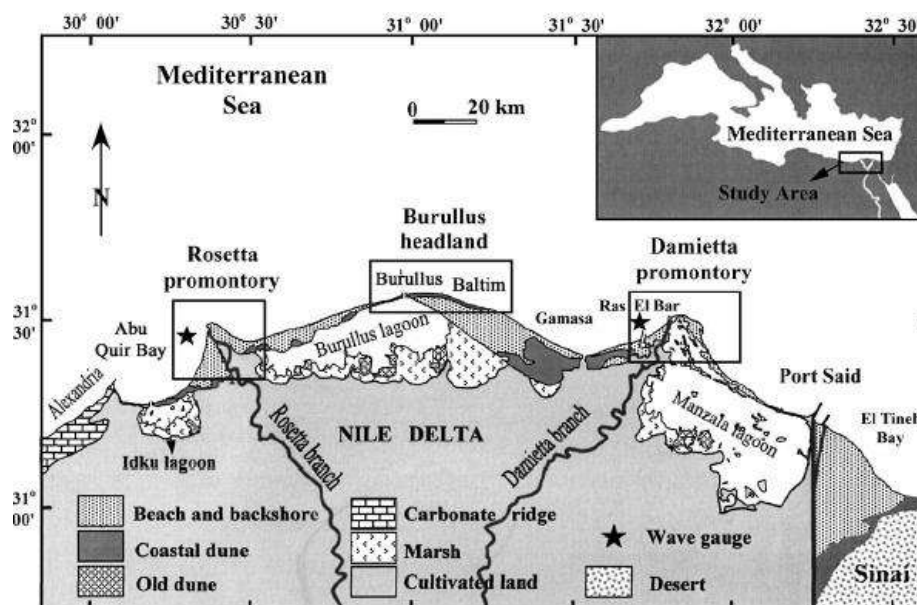 30° 00'
30° 30'
31° 00'
31° 30'
32° 00'
32° 30'
Mediterranean
Sea
0 20 km
Mediterranean Sea
Study Area
32°
00'
N
Burullus
headland
Rosetta
promontory
Damietta
promontory
Burullus
Baltim
Ras El Bar
Gamasa
31°
30'
Abu
Quir Bay
Burullus lagoon
Alexandria
Port Said
El Tineh
Bay
Manzala lagoon
Rosetta branch
NILE DELTA
Damietta branch
Idku lagoon
31°
00'
Beach and backshore
Coastal dune
Old dune
Carbonate ridge
Marsh
Cultivated land
Wave gauge
Desert
Sinai